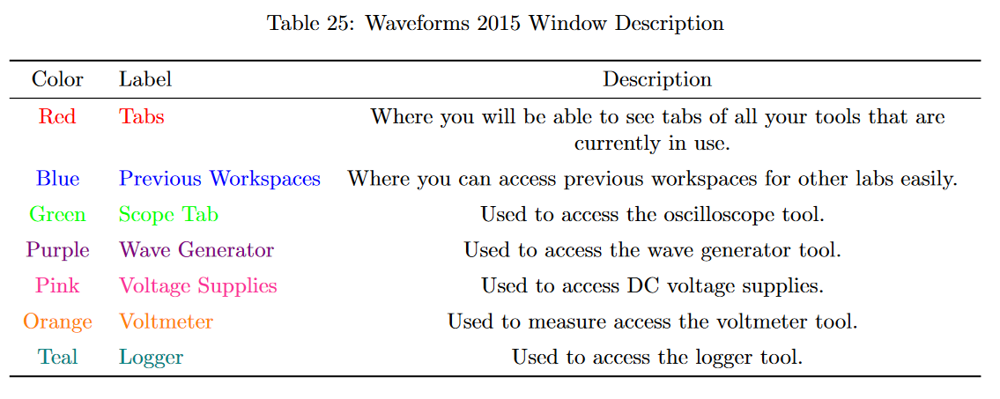 Table 25: Waveforms 2015 Window Description
Color Label Description
Red Tabs Where you will be able to see tabs of all your tools that are
currently in use.
Blue Previous Workspaces Where you can access previous workspaces for other labs easily.
Green Scope Tab Used to access the oscilloscope tool.
Purple Wave Generator Used to access the wave generator tool.
Pink Voltage Supplies Used to access DC voltage supplies.
Orange Voltmeter Used to measure access the voltmeter tool.
Teal Logger Used to access the logger tool.